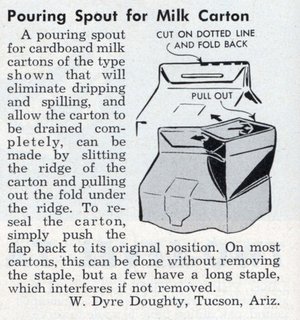 Pouring Spout for Milk Carton
A pouring spout
for cardboard milk
cartons of the type
shown that will
eliminate dripping
and spilling, and
allow the carton to
be drained com-
pletely, can be
made by slitting
the ridge of the
carton and pulling
out the fold under
the ridge. To re-
seal the carton,
simply push the
flap back to its original position. On most
cartons, this can be done without removing
the staple, but a few have a long staple,
which interferes if not removed.
W. Dyre Doughty, Tucson, Ariz.
CUT ON DOTTED LINE
AND FOLD BACK
PULL OUT